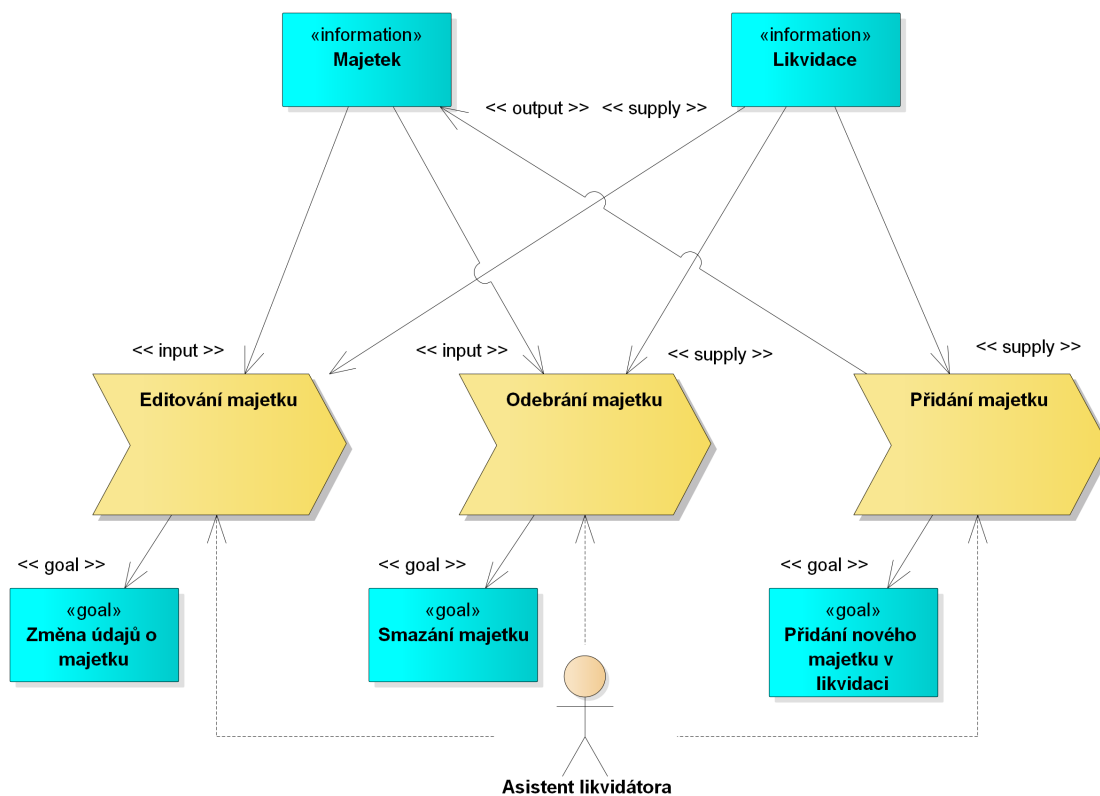 «information»
Majetek
«information»
Likvidace
<< output >>
<< supply >>
<< input >>
<< input >>
<< supply >>
<< supply >>
Editování majetku
Odebrání majetku
Přidání majetku
<< goal >>
<< goal >>
<< goal >>
«goal»
Změna údajů o
majetku
«goal»
Smazání majetku
«goal»
Přidání nového
majetku v
likvidaci
Asistent likvidátora